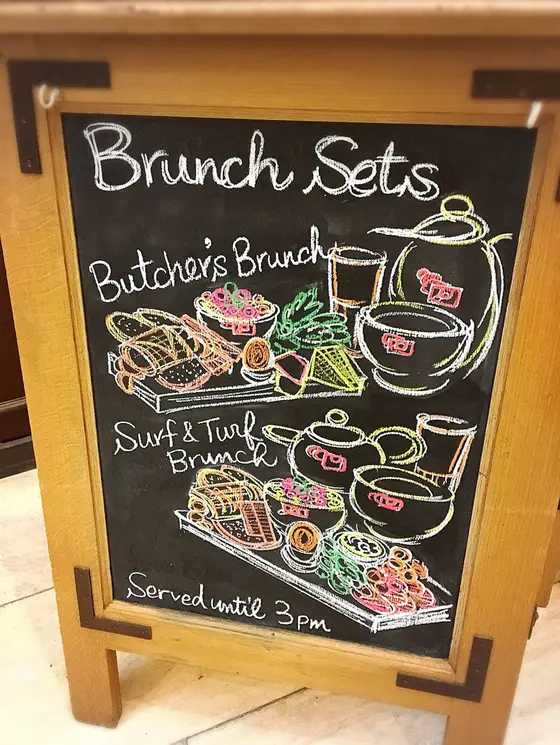 Brunch Sets
Butcher's Brunch
Surf & Turf
Brunch
Served until 3pm